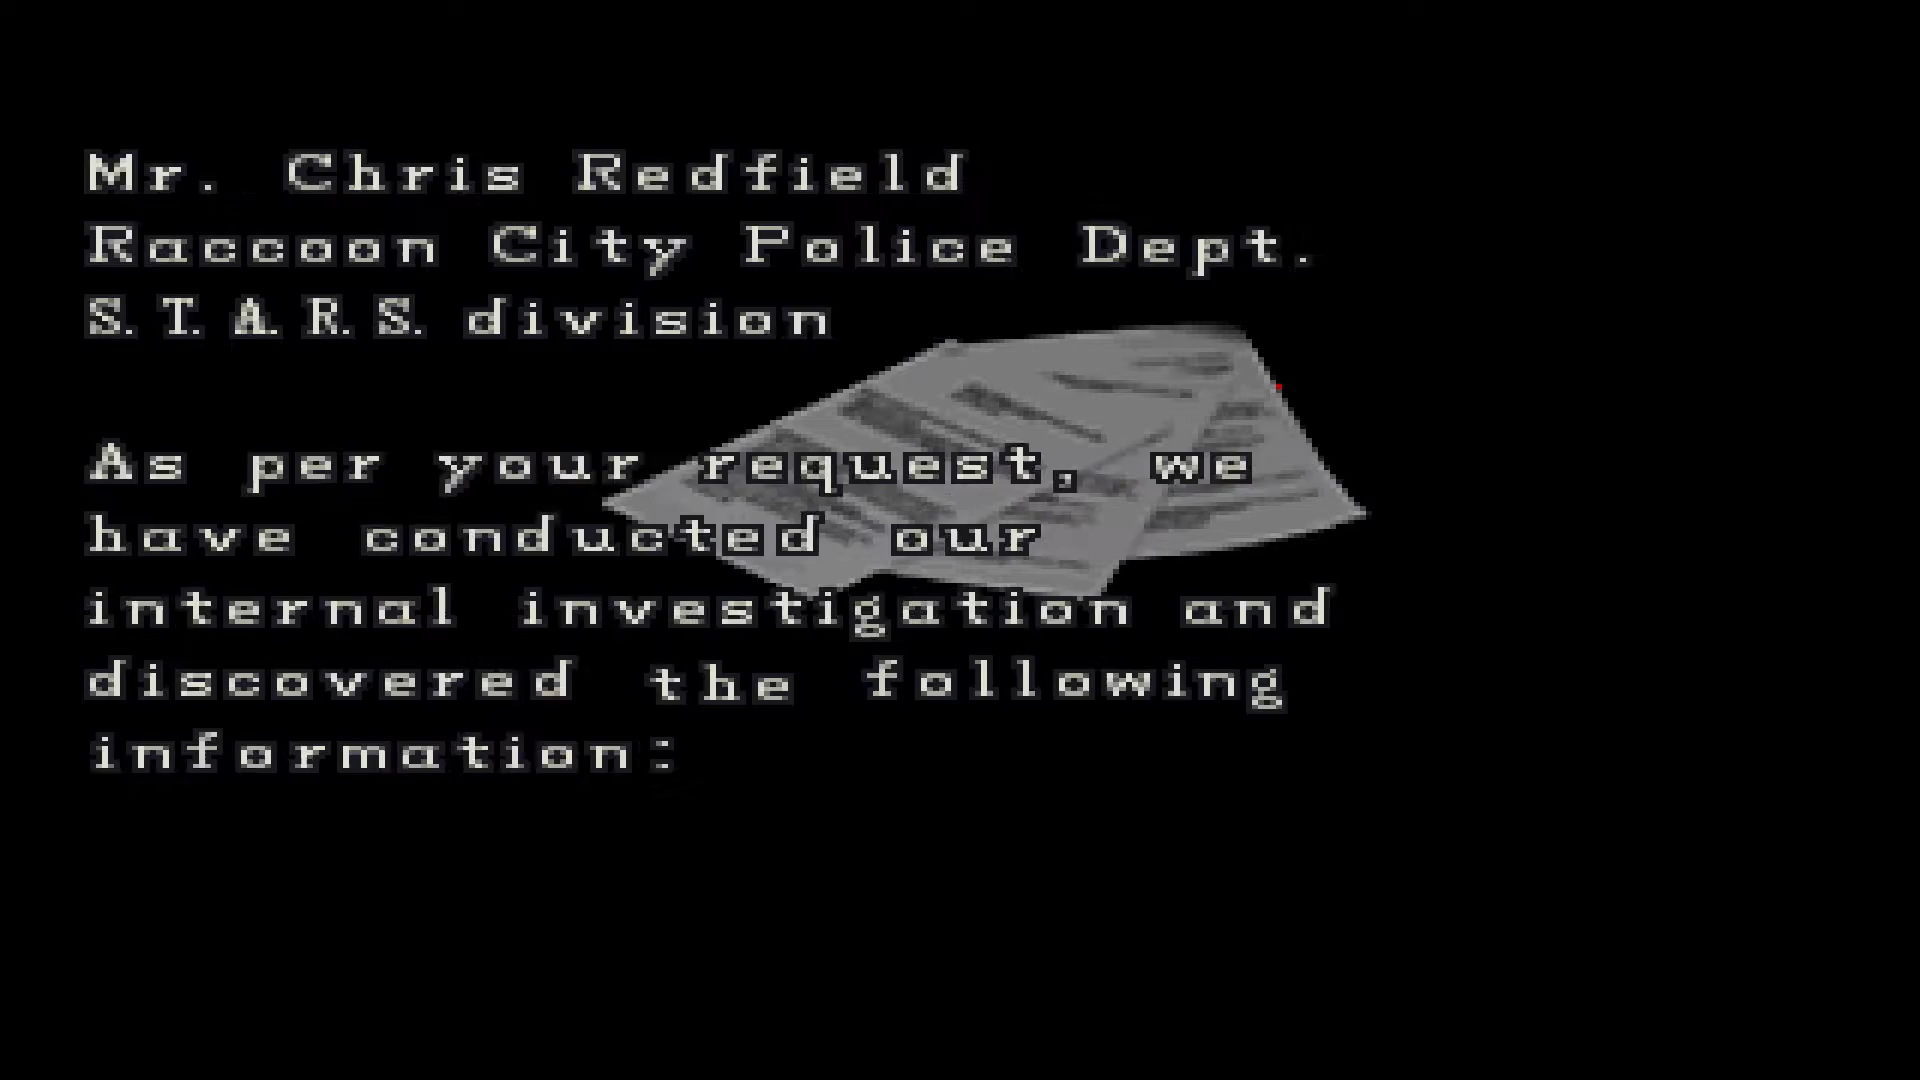 Mr. Chris Redfield
Raccoon City Police Dept.
S.T.A.R.S. division
As per your request, we
have conducted our
internal investigation and
discovered the following
information: